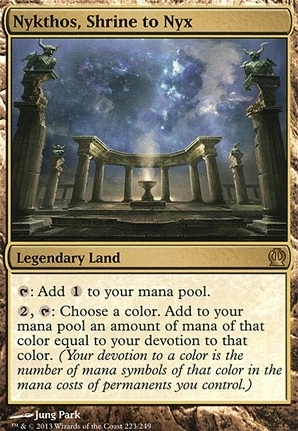 Nykthos, Shrine to Nyx
Legendary Land
: Add 1 to your mana pool.
2, : Choose a color. Add to your
mana pool an amount of mana of that
color equal to your devotion to that
color. (Your devotion to a color is the
number of mana symbols of that color in the
mana costs of permanents you control.)
Jung Park
™ & © 2013 Wizards of the Coast 223/249